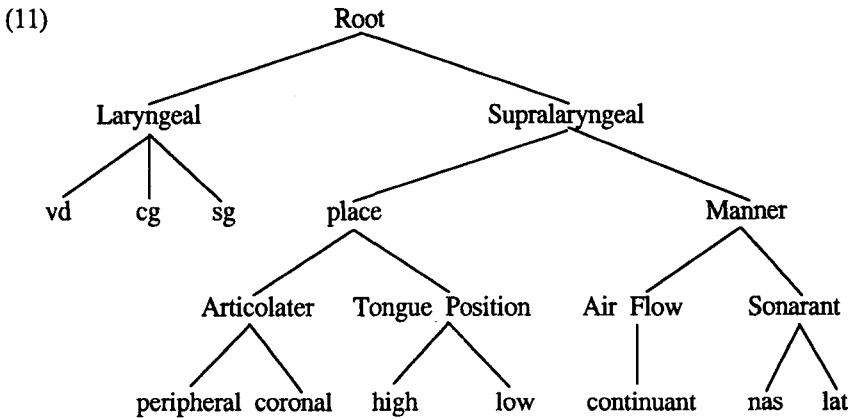 (11) Root
Laryngeal Supralaryngeal
vd cg sg place Manner
Articolater Tongue Position Air Flow Sonarant
peripheral coronal high low continuant nas lat